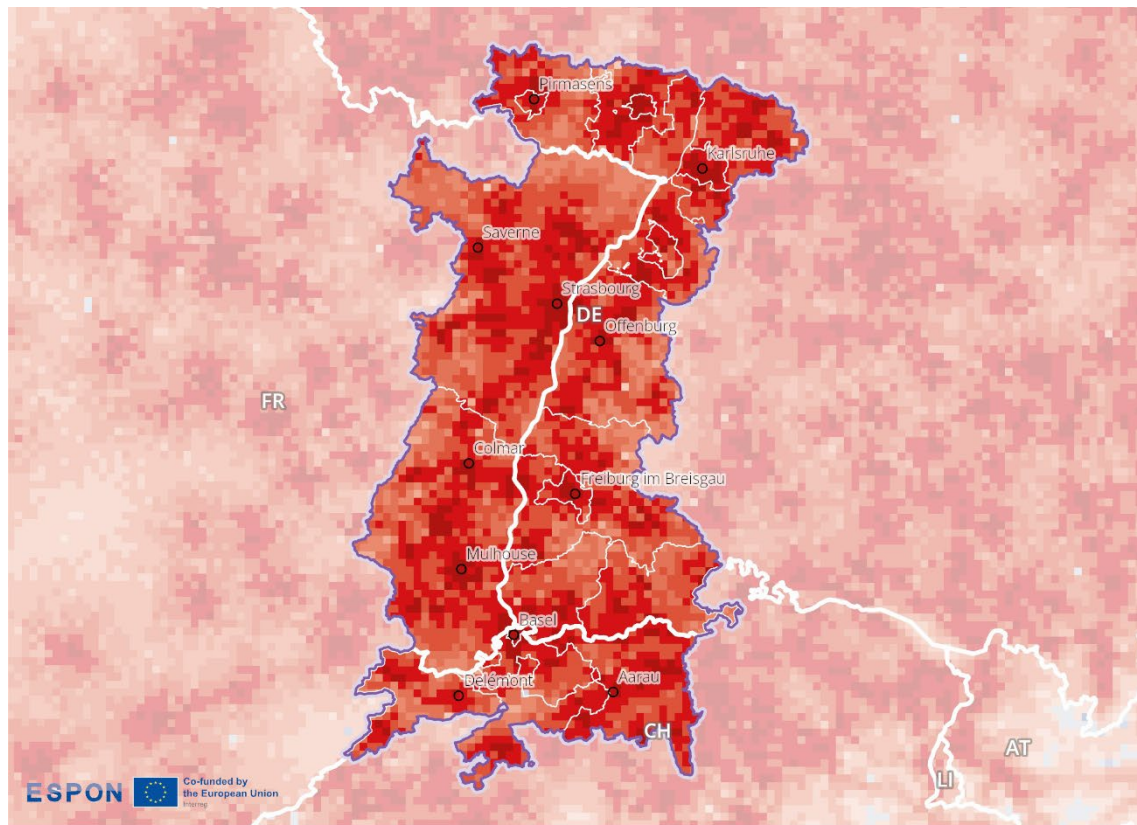 Pirmasens
Karlsruhe
Saverne
Strasbourg
DE
Offenburg
FR
Colmar
Freiburg im Breisgau
Mulhouse
Basel
Delémont
Aarau
CH
AT
LI
ESPON
Co-funded by
the European Union
Interreg